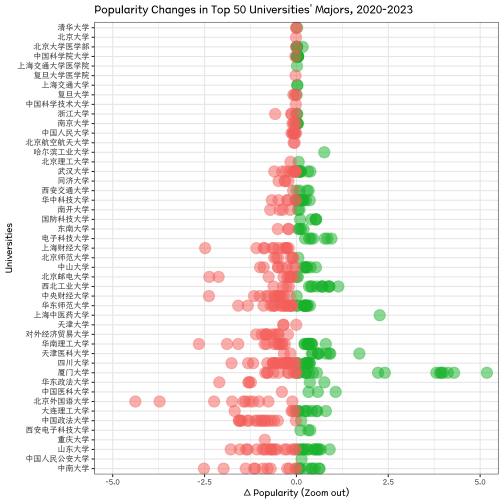 Popularity Changes in Top 50 Universities' Majors, 2020-2023
清华大学
北京大学
北京大学医学部
中国科学院大学
上海交通大学医学院
复旦大学医学院
上海交通大学
复旦大学
中国科学技术大学
浙江大学
南京大学
中国人民大学
北京航空航天大学
哈尔滨工业大学
北京理工大学
武汉大学
同济大学
西安交通大学
华中科技大学
南开大学
国防科技大学
东南大学
电子科技大学
上海财经大学
北京师范大学
中山大学
北京邮电大学
西北工业大学
中央财经大学
华东师范大学
上海中医药大学
天津大学
对外经济贸易大学
华南理工大学
天津医科大学
四川大学
厦门大学
华东政法大学
中国医科大学
北京外国语大学
大连理工大学
中国政法大学
西安电子科技大学
重庆大学
山东大学
中国人民公安大学
中南大学
Universities
-5.0 -2.5 0.0 2.5 5.0
Δ Popularity (Zoom out)